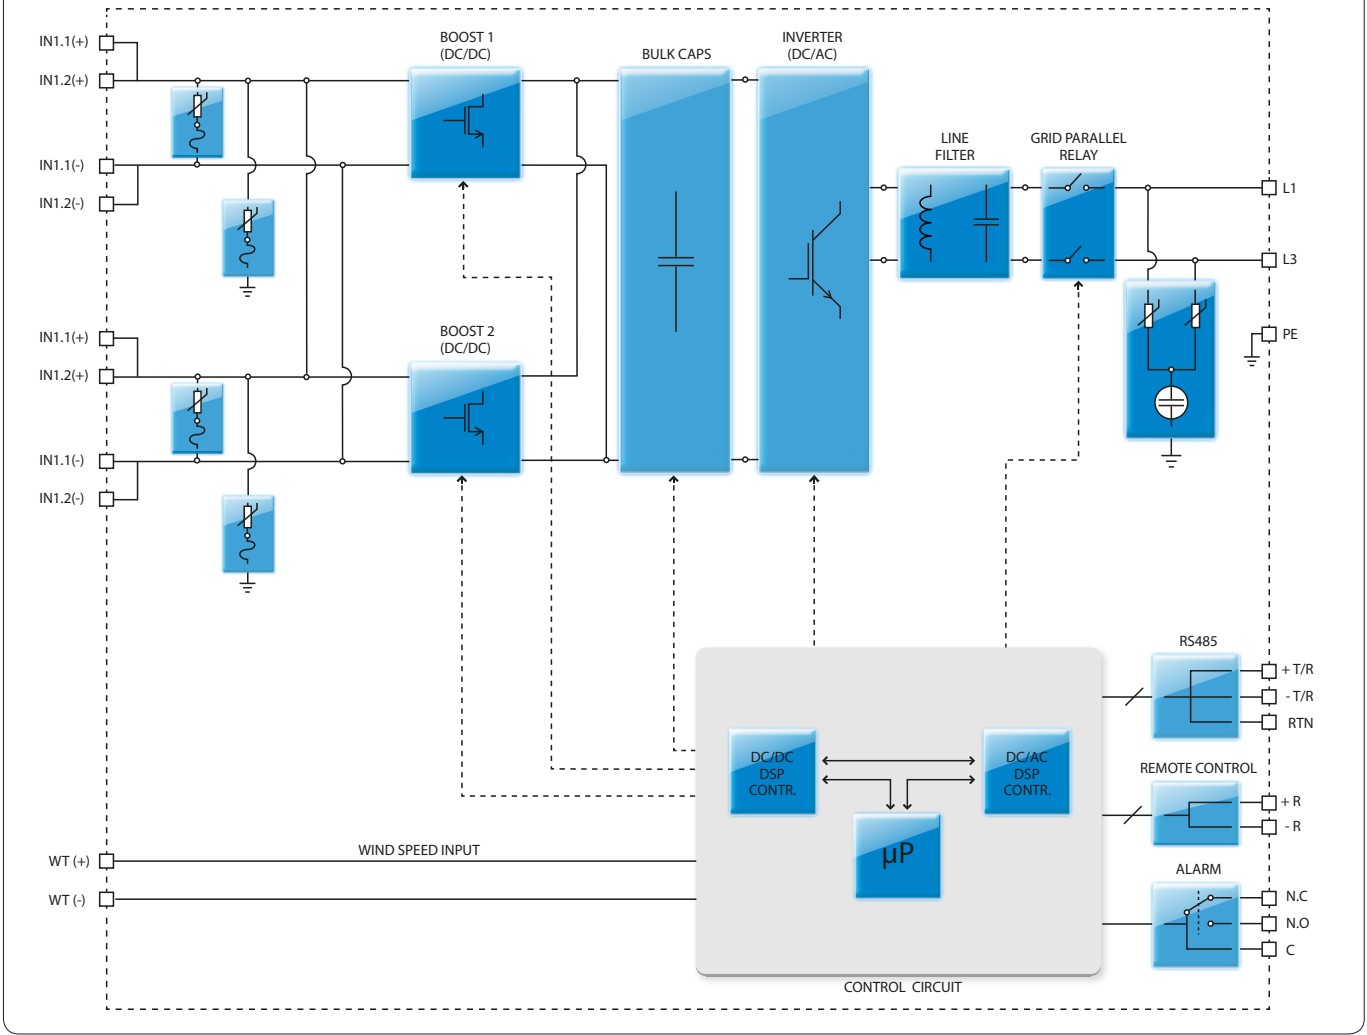 IN1.1(+)
IN1.2(+)
IN1.1(-)
IN1.2(-)
IN1.1(+)
IN1.2(+)
IN1.1(-)
IN1.2(-)
BOOST 1
(DC/DC)
BOOST 2
(DC/DC)
BULK CAPS
INVERTER
(DC/AC)
LINE
FILTER
GRID PARALLEL
RELAY
L1
L3
PE
WT (+)
WT (-)
WIND SPEED INPUT
DC/DC
DSP
CONTR.
DC/AC
DSP
CONTR.
µP
CONTROL CIRCUIT
RS485
+ T/R
- T/R
RTN
REMOTE CONTROL
+ R
- R
ALARM
N.C
N.O
C